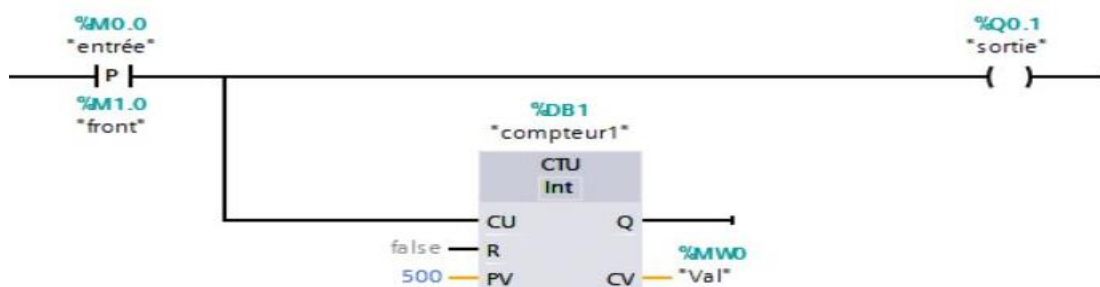 %M0.0
"entrée"
P
%M1.0
"front"
%Q0.1
"sortie"
%DB1
"compteur1"
CTU
Int
CU Q
false R
500 PV CV
%MW0
"Val"